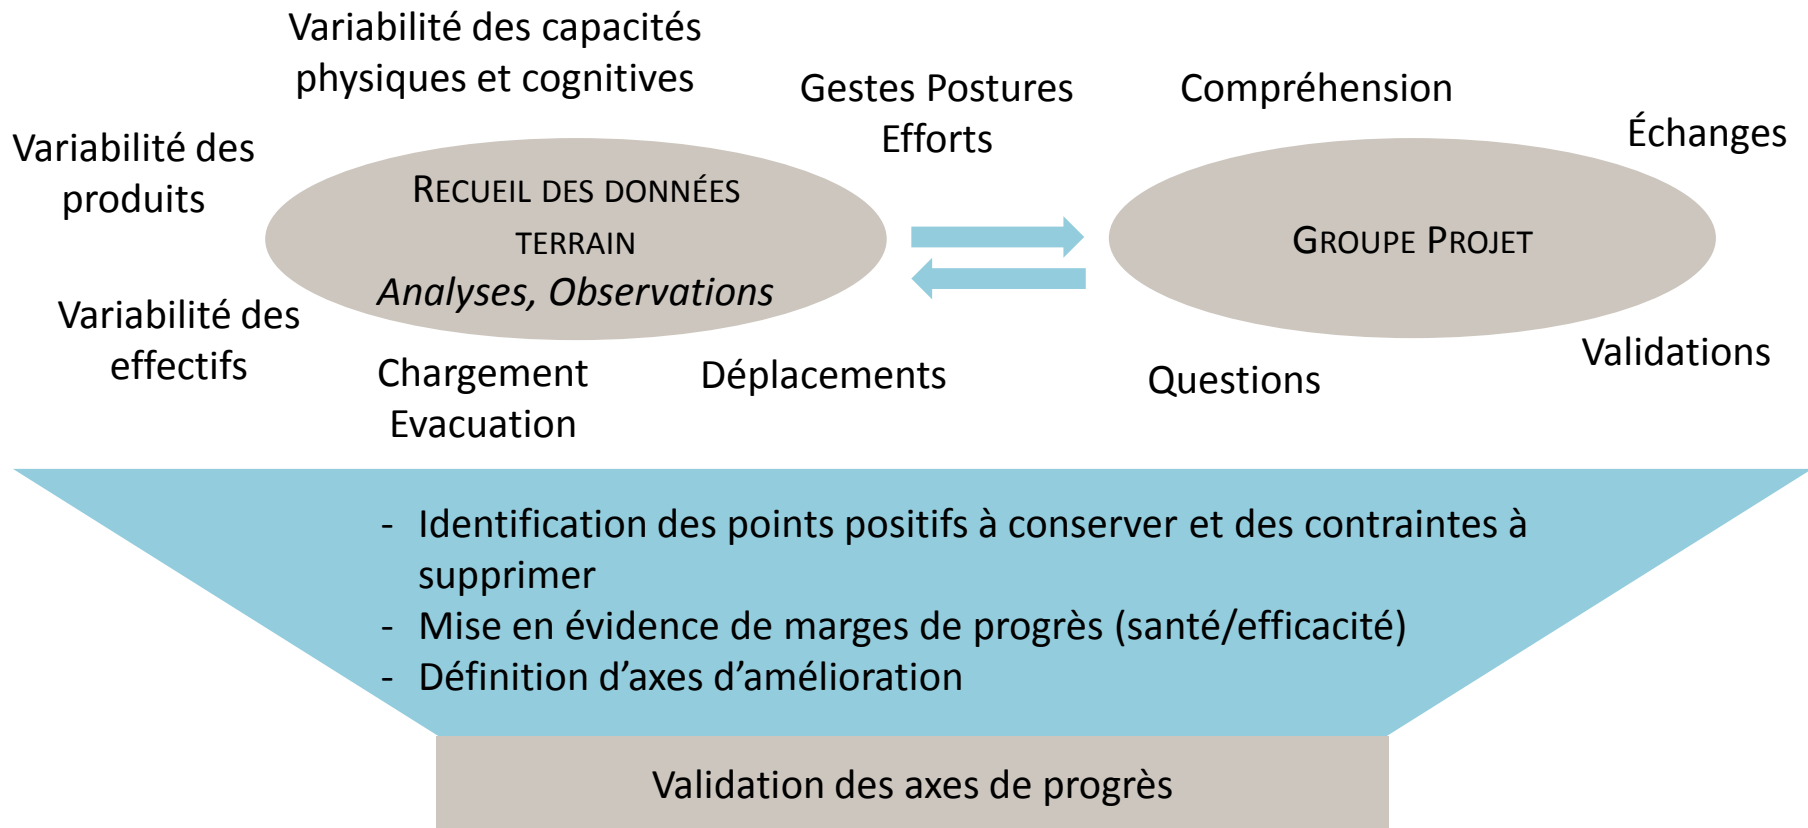 Variabilité des capacités
physiques et cognitives
Gestes Postures
Efforts
Compréhension
Échanges
Variabilité des
produits
RECUEIL DES DONNÉES
TERRAIN
Analyses, Observations
GROUPE PROJET
Variabilité des
effectifs
Chargement
Evacuation
Déplacements
Questions
Validations
- Identification des points positifs à conserver et des contraintes à
supprimer
- Mise en évidence de marges de progrès (santé/efficacité)
- Définition d’axes d’amélioration
Validation des axes de progrès